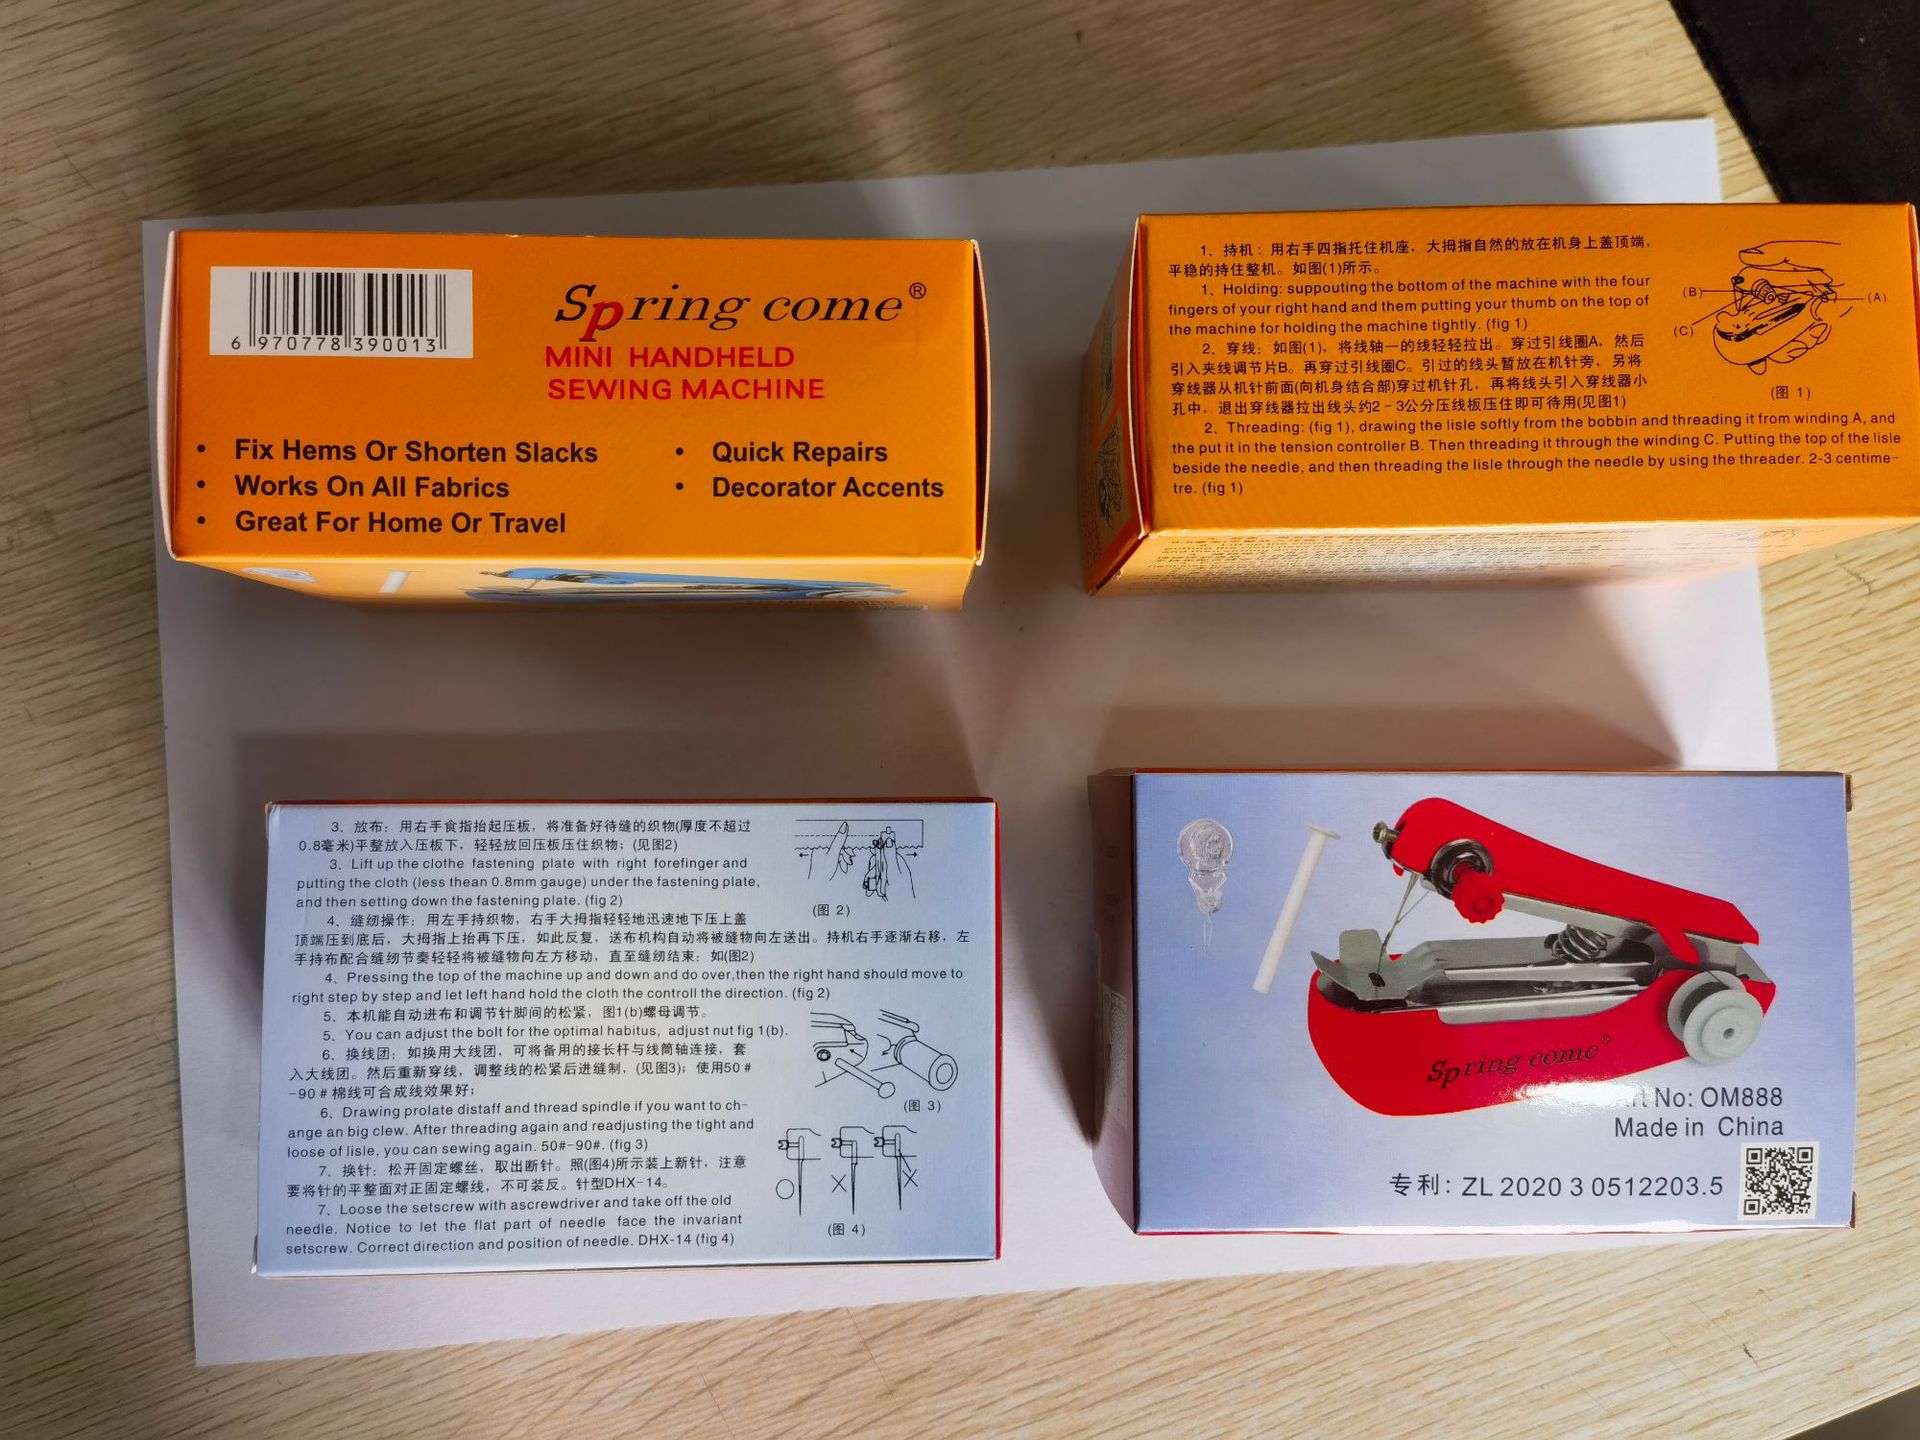 6 970778 390013
Spring come®
MINI HANDHELD
SEWING MACHINE
• Fix Hems Or Shorten Slacks
• Works On All Fabrics
• Great For Home Or Travel
• Quick Repairs
• Decorator Accents
1、持机：用右手四指托住机座，大拇指自然的放在机身上盖顶端，
平稳的持住整机。如图(1)所示。
1、Holding: suppouting the bottom of the machine with the four
fingers of your right hand and them putting your thumb on the top of
the machine for holding the machine tightly. (fig 1)
2、穿线：如图(1)，将线轴一的线轻轻拉出。穿过引线圈A，然后
引入夹线调节片B。再穿过引线圈C。引过的线头暂放在机针旁，另将
穿线器从机针前面(向机身结合部)穿过机针孔，再将线头引入穿线器小
孔中，退出穿线器拉出线头约2－3公分压线板压住即可待用(见图1)
2、Threading: (fig 1), drawing the lisle softly from the bobbin and threading it from winding A, and
the put it in the tension controller B. Then threading it through the winding C. Putting the top of the lisle
beside the needle, and then threading the lisle through the needle by using the threader. 2-3 centime-
tre. (fig 1)
(B)
(A)
(C)
(图 1)
3、放布：用右手食指抬起压板，将准备好待缝的织物(厚度不超过
0.8毫米)平整放入压板下，轻轻放回压板压住织物；(见图2)
3、Lift up the clothe fastening plate with right forefinger and
putting the cloth (less thean 0.8mm gauge) under the fastening plate,
and then setting down the fastening plate. (fig 2)
4、缝纫操作：用左手持织物，右手大拇指轻轻地迅速地下压上盖
顶端压到底后，大拇指上抬再下压，如此反复，送布机构自动将被缝物向左送出。持机右手逐渐右移，左
手持布配合缝纫节奏轻轻将被缝物向左方移动，直至缝纫结束；如(图2)
4、Pressing the top of the machine up and down and do over,then the right hand should move to
right step by step and let left hand hold the cloth the controll the direction. (fig 2)
5、本机能自动进布和调节针脚间的松紧，图1(b)螺母调节。
5、You can adjust the bolt for the optimal habitus, adjust nut fig 1(b).
6、换线团：如换用大线团，可将备用的接长杆与线筒轴连接，套
入大线团。然后重新穿线，调整线的松紧后进缝制，(见图3)；使用50＃
-90＃棉线可合成线效果好；
6、Drawing prolate distaff and thread spindle if you want to ch-
ange an big clew. After threading again and readjusting the tight and
loose of lisle, you can sewing again. 50#-90#. (fig 3)
7、换针：松开固定螺丝，取出断针。照(图4)所示装上新针，注意
要将针的平整面对正固定螺线，不可装反。针型DHX-14。
7、Loose the setscrew with ascrewdriver and take off the old
needle. Notice to let the flat part of needle face the invariant
setscrew. Correct direction and position of needle. DHX-14 (fig 4)
(图 2)
(图 3)
(图 4)
Spring come®
Art No: OM888
Made in China
专利：ZL 2020 3 0512203.5